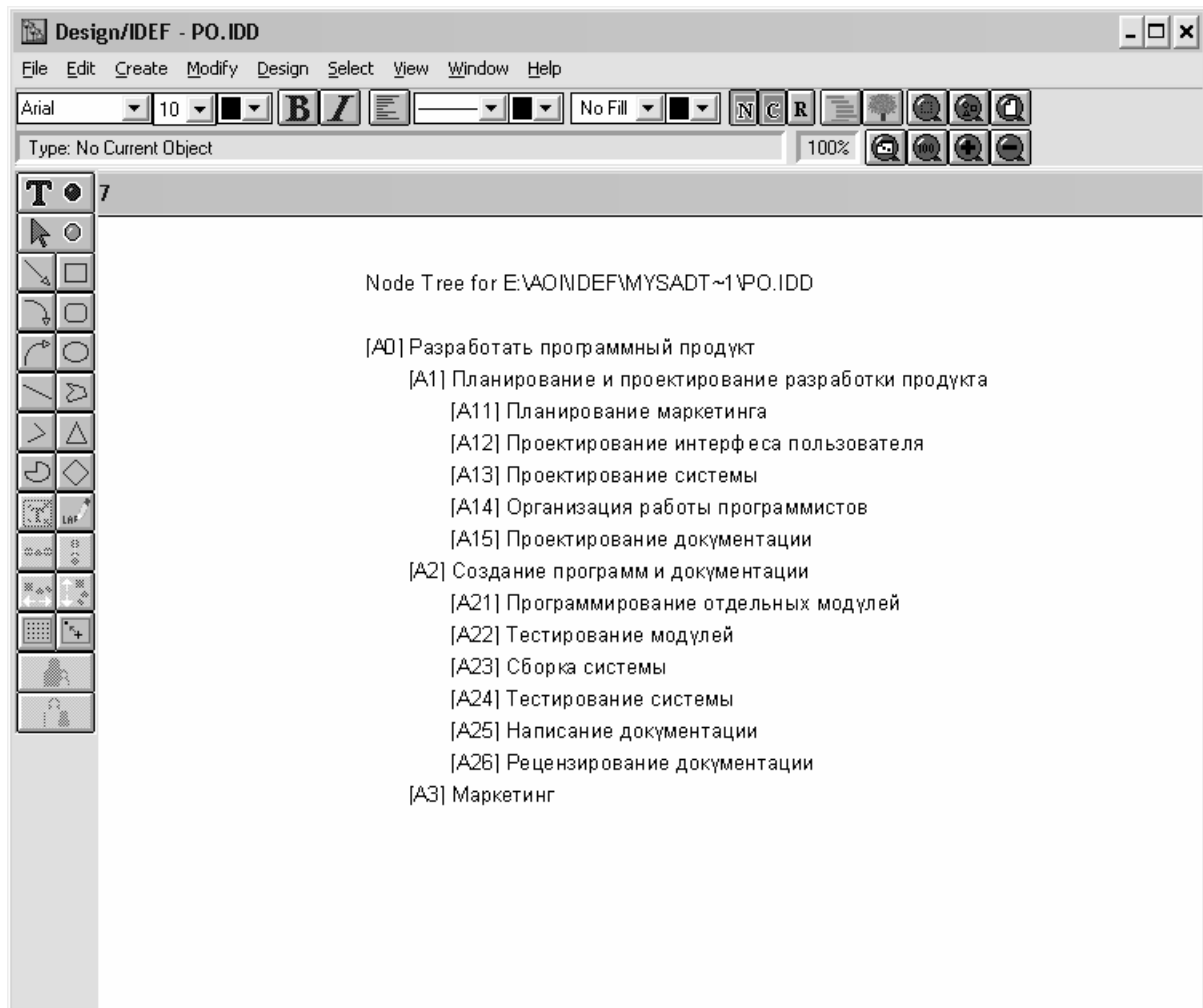 Design/IDEF - PO.IDD
File Edit Create Modify Design Select View Window Help
Arial 10 B I No Fill N C R
Type: No Current Object 100% 100
T 7
Node Tree for E:\AOI\IDEF\MYSADT~1\PO.IDD
[A0] Разработать программный продукт
[A1] Планирование и проектирование разработки продукта
[A11] Планирование маркетинга
[A12] Проектирование интерфеса пользователя
[A13] Проектирование системы
[A14] Организация работы программистов
[A15] Проектирование документации
[A2] Создание программ и документации
[A21] Программирование отдельных модулей
[A22] Тестирование модулей
[A23] Сборка системы
[A24] Тестирование системы
[A25] Написание документации
[A26] Рецензирование документации
[A3] Маркетинг